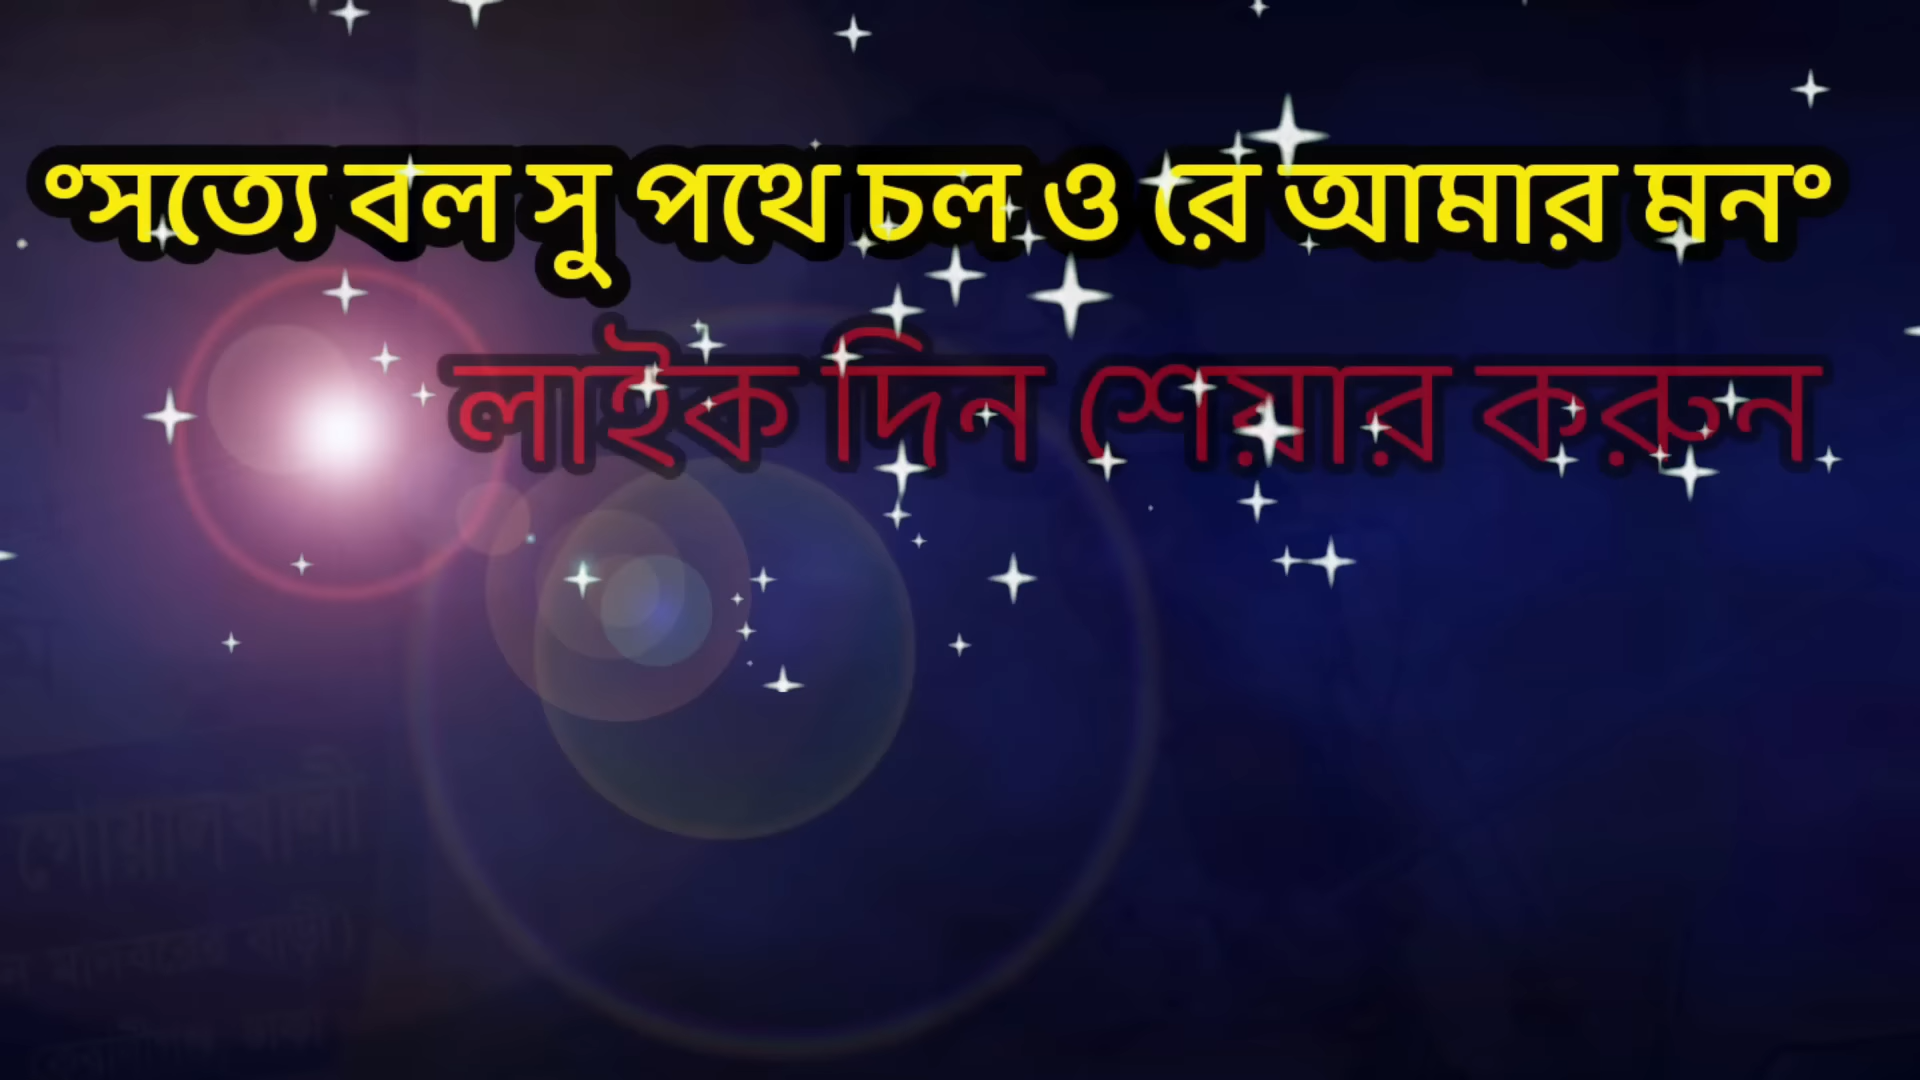 °সত্যে বল সু পথে চল ও রে আমার মন°
লাইক দিন শেয়ার করুন